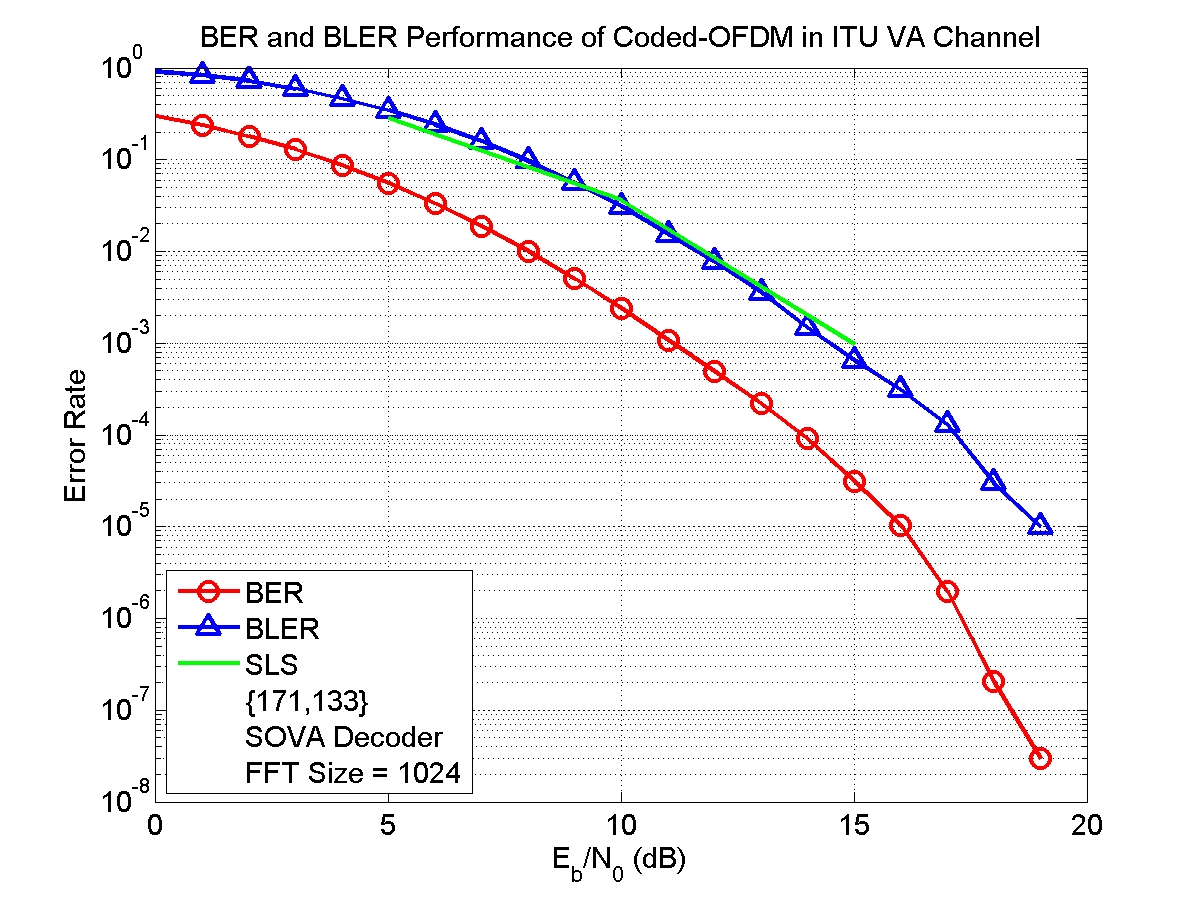 BER and BLER Performance of Coded-OFDM in ITU VA Channel
10^0
10^-1
10^-2
10^-3
10^-4
10^-5
10^-6
10^-7
10^-8
Error Rate
BER
BLER
SLS
{171,133}
SOVA Decoder
FFT Size = 1024
0 5 10 15 20
E_b/N_0 (dB)